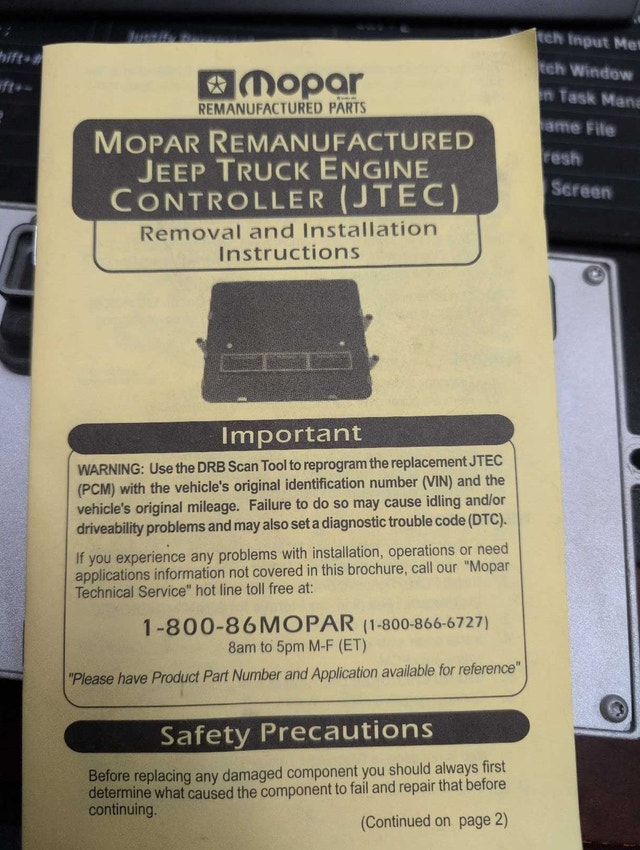 Mopar
REMANUFACTURED PARTS
MOPAR REMANUFACTURED
JEEP TRUCK ENGINE
CONTROLLER (JTEC)
Removal and Installation
Instructions
Important
WARNING: Use the DRB Scan Tool to reprogram the replacement JTEC
(PCM) with the vehicle's original identification number (VIN) and the
vehicle's original mileage. Failure to do so may cause idling and/or
driveability problems and may also set a diagnostic trouble code (DTC).
If you experience any problems with installation, operations or need
applications information not covered in this brochure, call our "Mopar
Technical Service" hot line toll free at:
1-800-86MOPAR (1-800-866-6727)
8am to 5pm M-F (ET)
"Please have Product Part Number and Application available for reference"
Safety Precautions
Before replacing any damaged component you should always first
determine what caused the component to fail and repair that before
continuing.
(Continued on page 2)
Input
Window
Task
File
Screen